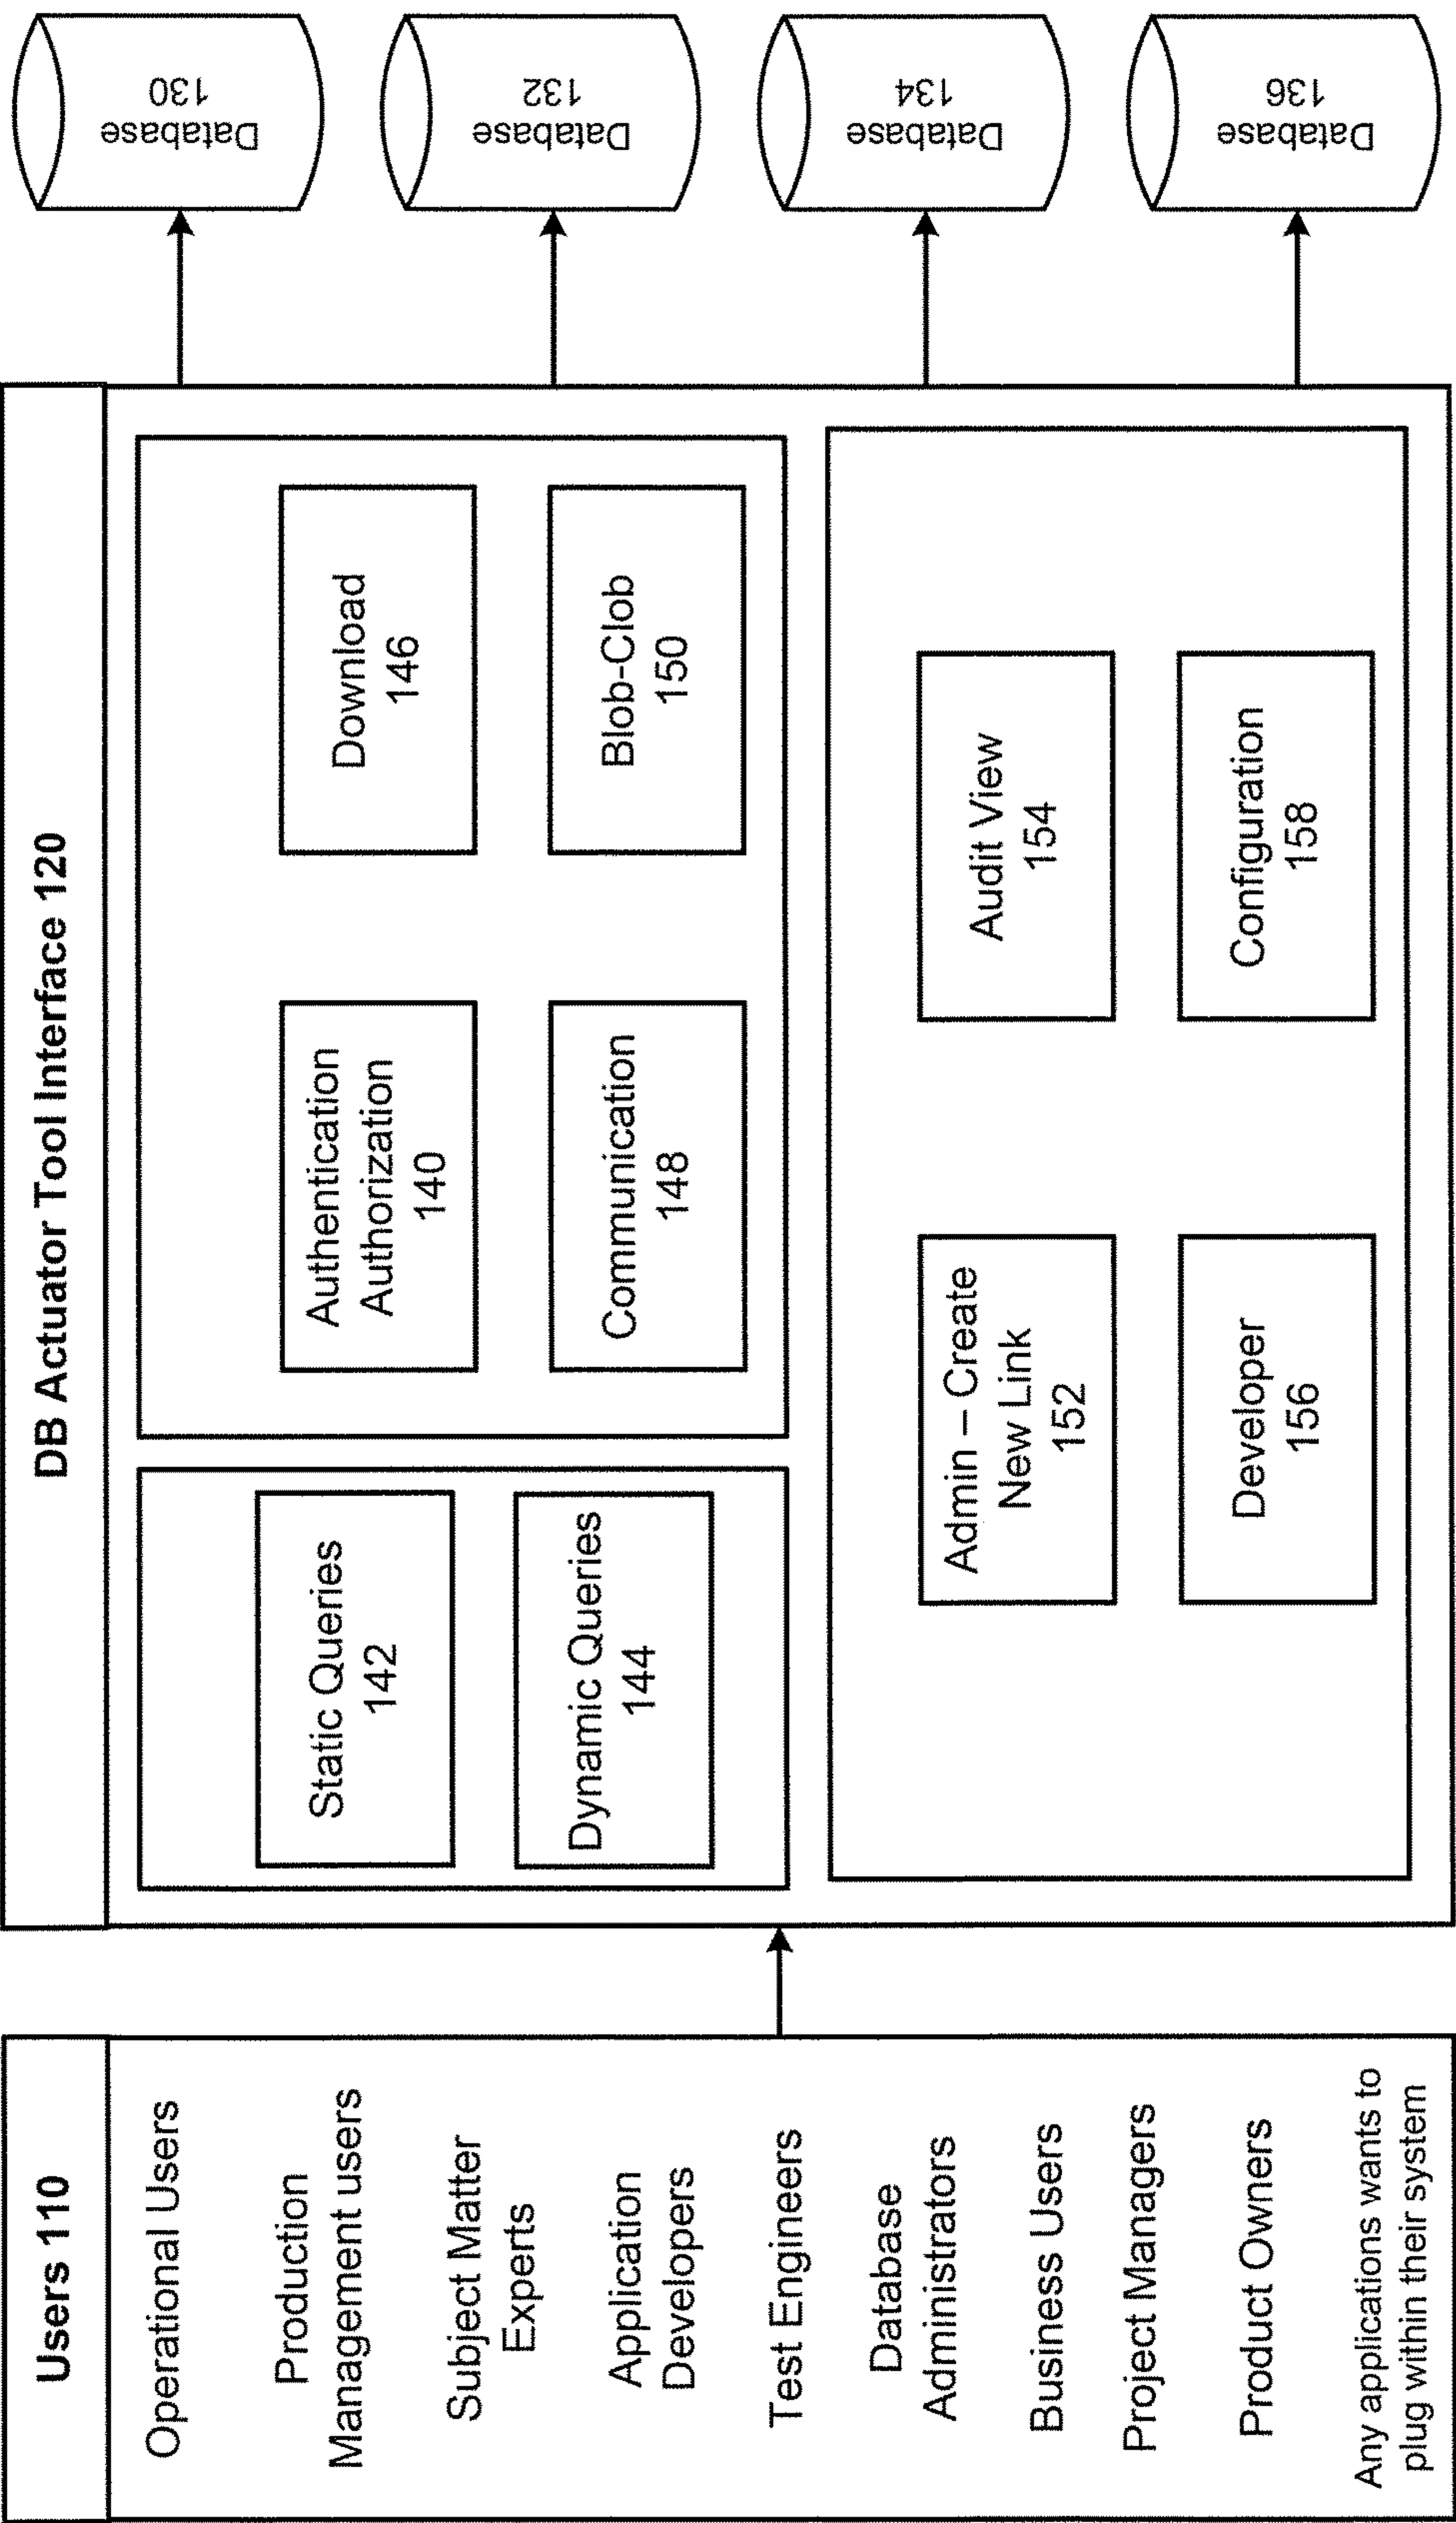 Users 110
Operational Users
Production
Management users
Subject Matter
Experts
Application
Developers
Test Engineers
Database
Administrators
Business Users
Project Managers
Product Owners
Any applications wants to
plug within their system
DB Actuator Tool Interface 120
Static Queries
142
Dynamic Queries
144
Authentication
Authorization
140
Download
146
Communication
148
Blob-Clob
150
Admin – Create
New Link
152
Audit View
154
Developer
156
Configuration
158
Database
130
Database
132
Database
134
Database
136